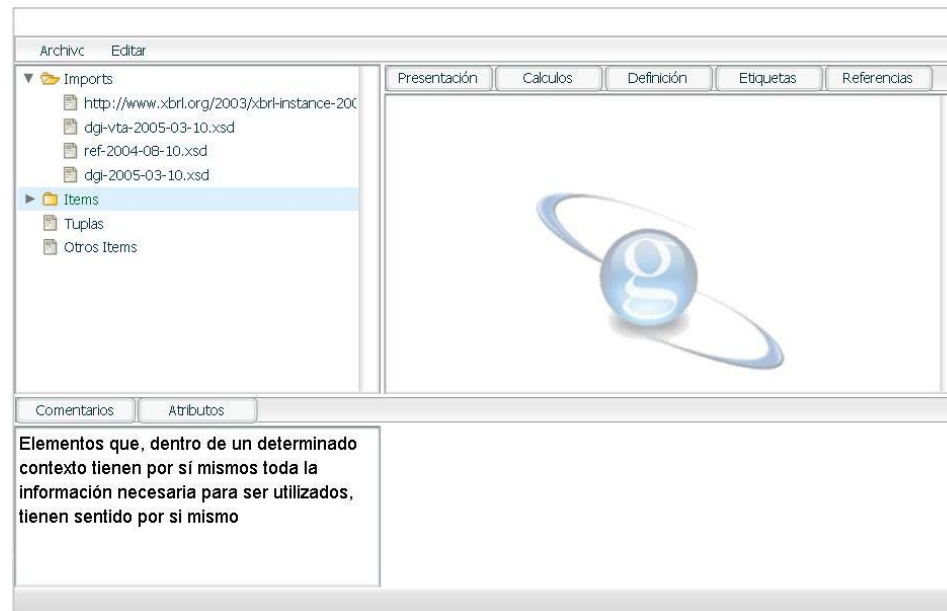 Archivo Editar
Imports
http://www.xbrl.org/2003/xbrl-instance-200
dgi-vta-2005-03-10.xsd
ref-2004-08-10.xsd
dgi-2005-03-10.xsd
Items
Tuplas
Otros Items
Presentación Calculos Definición Etiquetas Referencias
g
Comentarios Atributos
Elementos que, dentro de un determinado
contexto tienen por sí mismos toda la
información necesaria para ser utilizados,
tienen sentido por si mismo